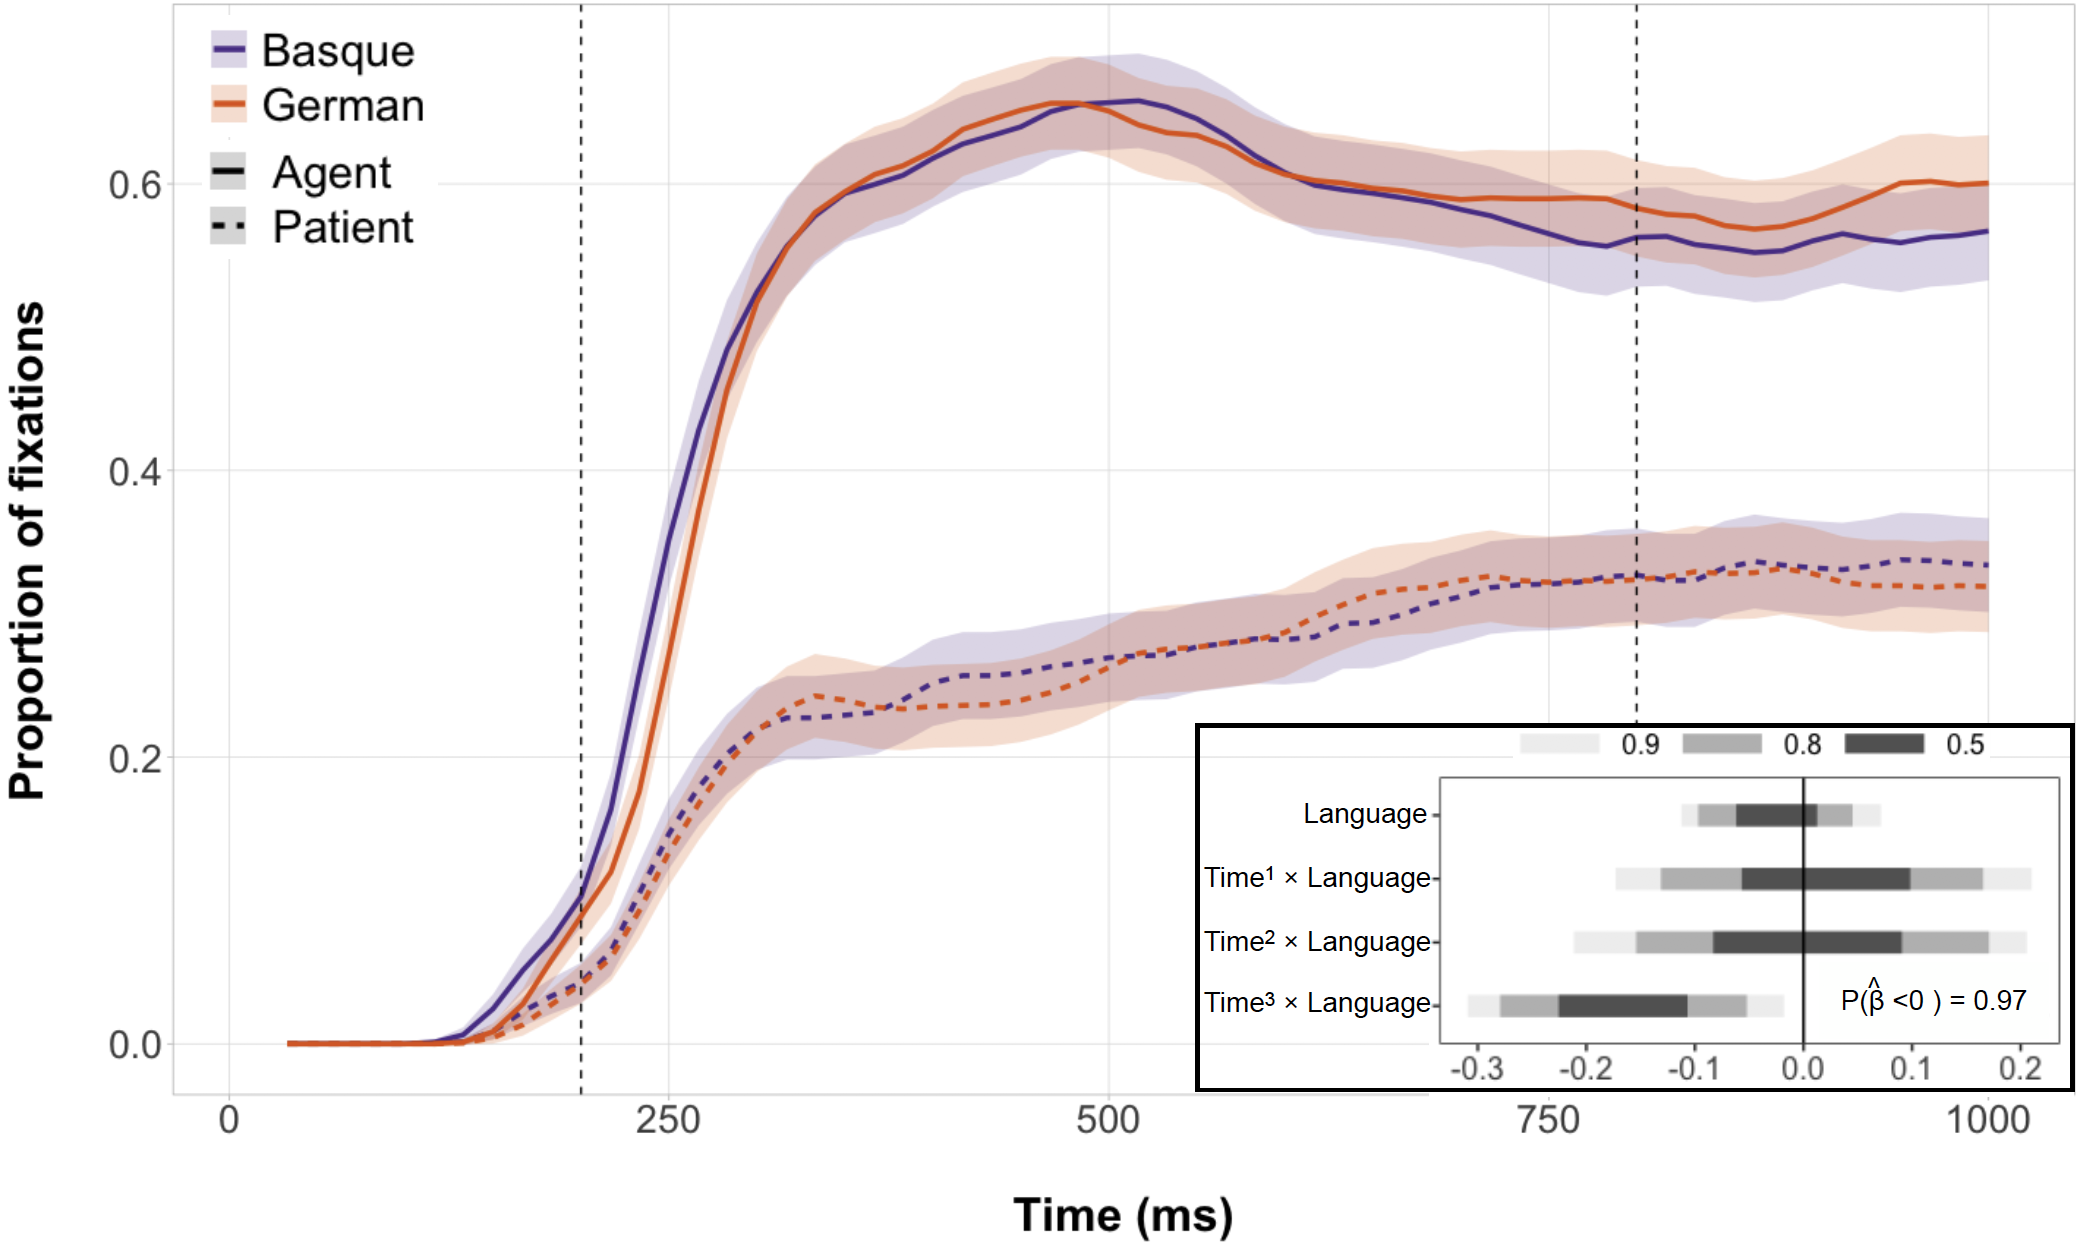 Basque
German
Agent
Patient
Proportion of fixations
0.6
0.4
0.2
0.0
0.9 0.8 0.5
Language
Time¹ × Language
Time² × Language
Time³ × Language
P(β̂ <0 ) = 0.97
-0.3 -0.2 -0.1 0.0 0.1 0.2
0 250 500 750 1000
Time (ms)